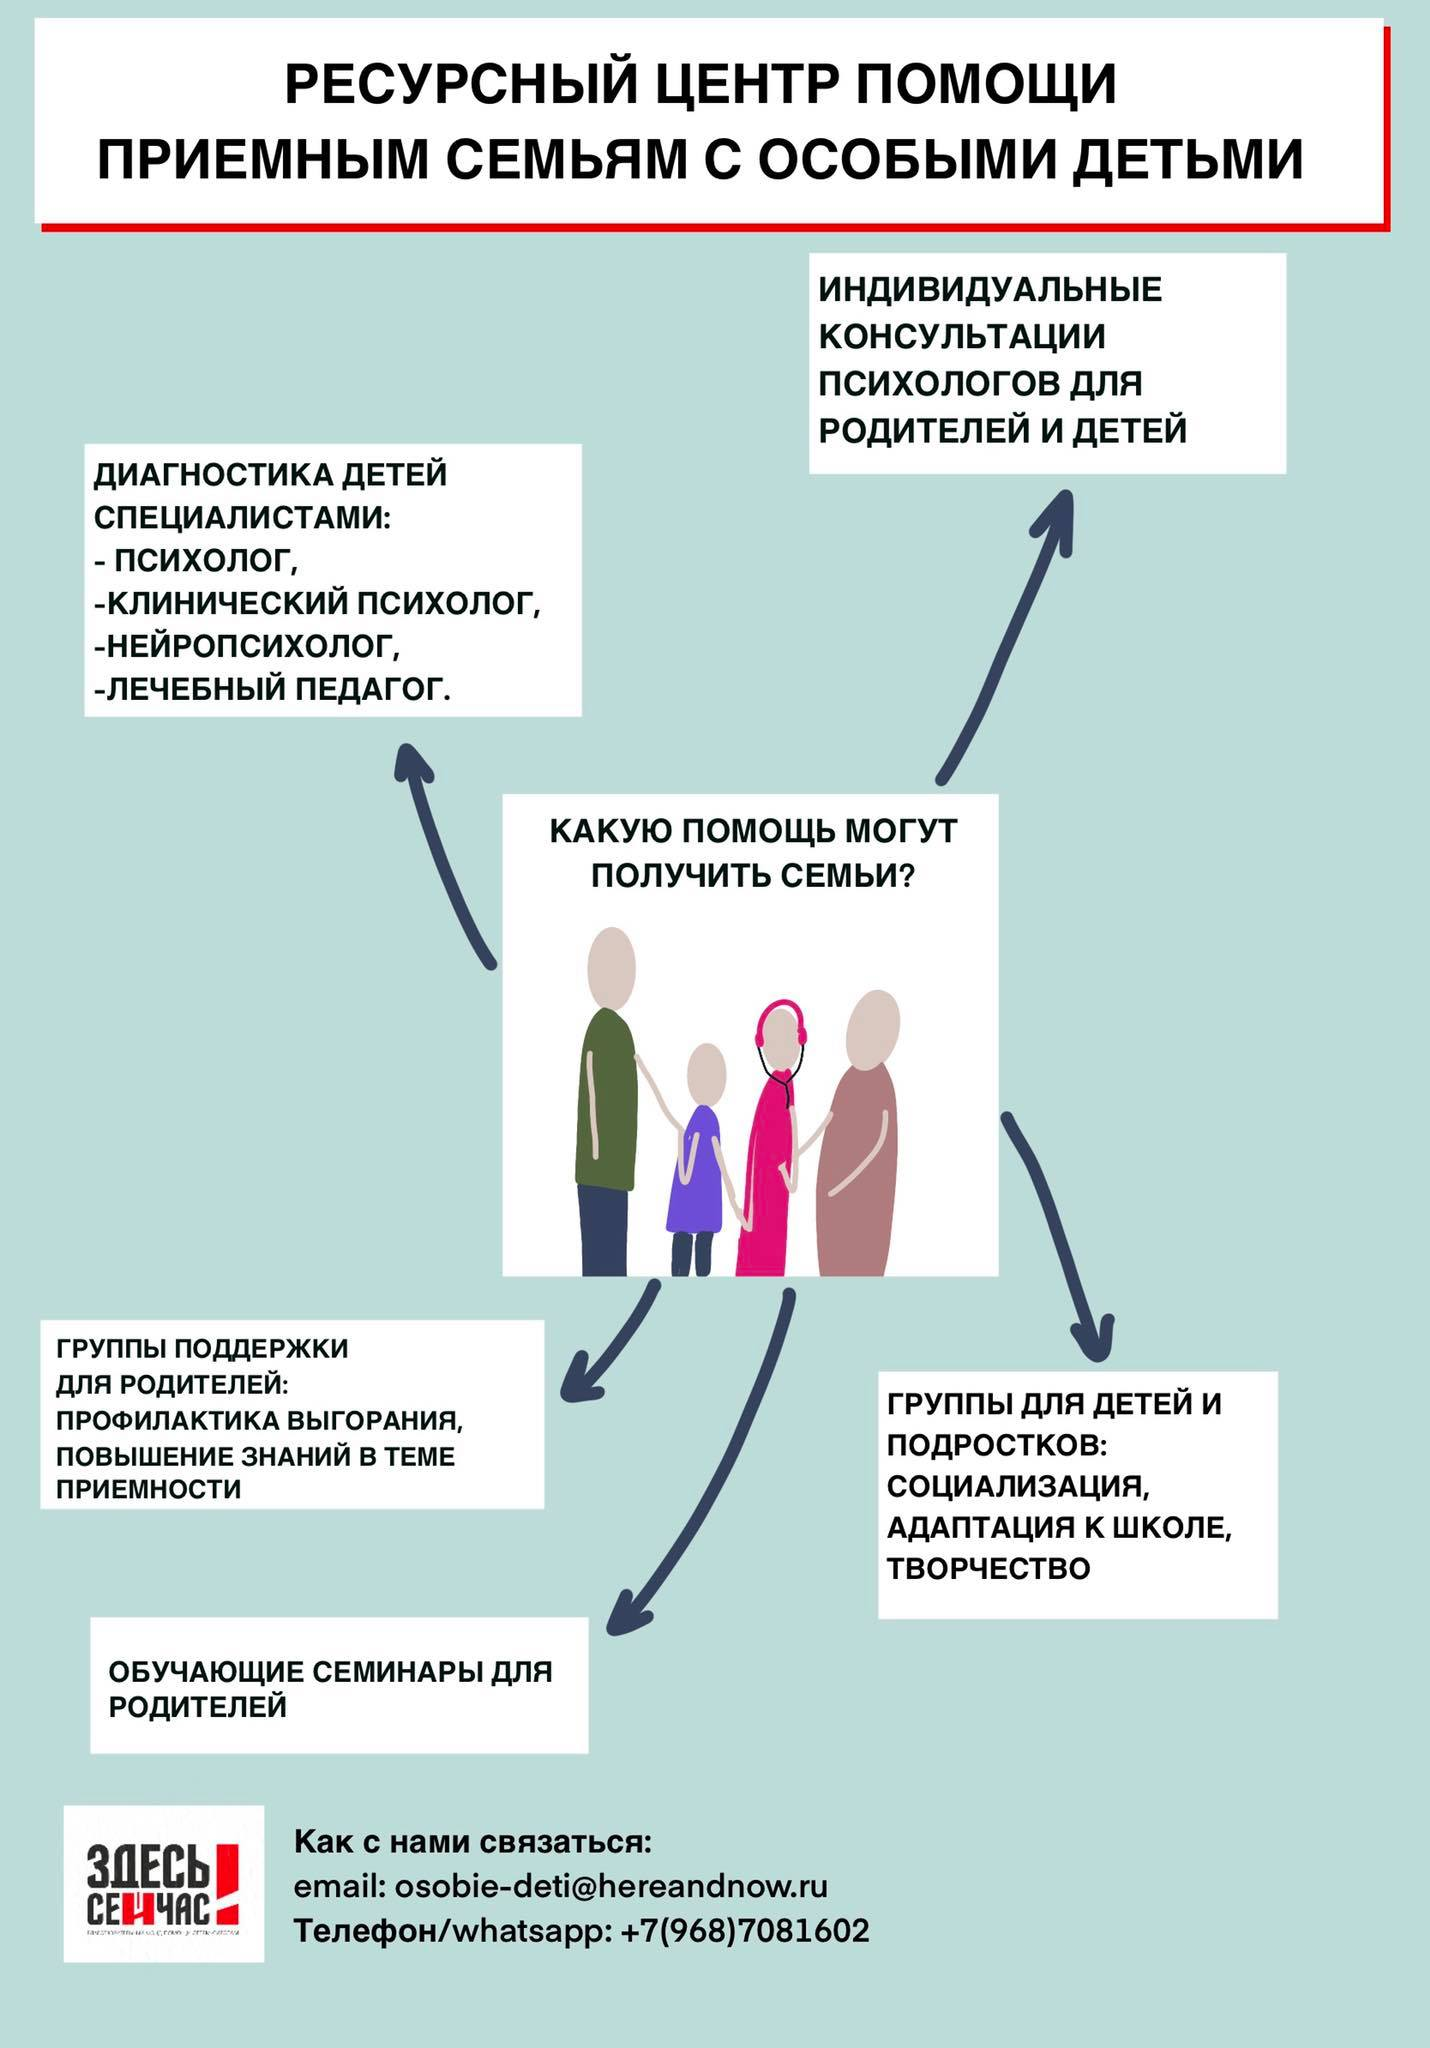 РЕСУРСНЫЙ ЦЕНТР ПОМОЩИ
ПРИЕМНЫМ СЕМЬЯМ С ОСОБЫМИ ДЕТЬМИ
ИНДИВИДУАЛЬНЫЕ
КОНСУЛЬТАЦИИ
ПСИХОЛОГОВ ДЛЯ
РОДИТЕЛЕЙ И ДЕТЕЙ
ДИАГНОСТИКА ДЕТЕЙ
СПЕЦИАЛИСТАМИ:
- ПСИХОЛОГ,
-КЛИНИЧЕСКИЙ ПСИХОЛОГ,
-НЕЙРОПСИХОЛОГ,
-ЛЕЧЕБНЫЙ ПЕДАГОГ.
КАКУЮ ПОМОЩЬ МОГУТ
ПОЛУЧИТЬ СЕМЬИ?
ГРУППЫ ПОДДЕРЖКИ
ДЛЯ РОДИТЕЛЕЙ:
ПРОФИЛАКТИКА ВЫГОРАНИЯ,
ПОВЫШЕНИЕ ЗНАНИЙ В ТЕМЕ
ПРИЕМНОСТИ
ГРУППЫ ДЛЯ ДЕТЕЙ И
ПОДРОСТКОВ:
СОЦИАЛИЗАЦИЯ,
АДАПТАЦИЯ К ШКОЛЕ,
ТВОРЧЕСТВО
ОБУЧАЮЩИЕ СЕМИНАРЫ ДЛЯ
РОДИТЕЛЕЙ
ЗДЕСЬ
СЕЙЧАС!
Как с нами связаться:
email: osobie-deti@hereandnow.ru
Телефон/whatsapp: +7(968)7081602